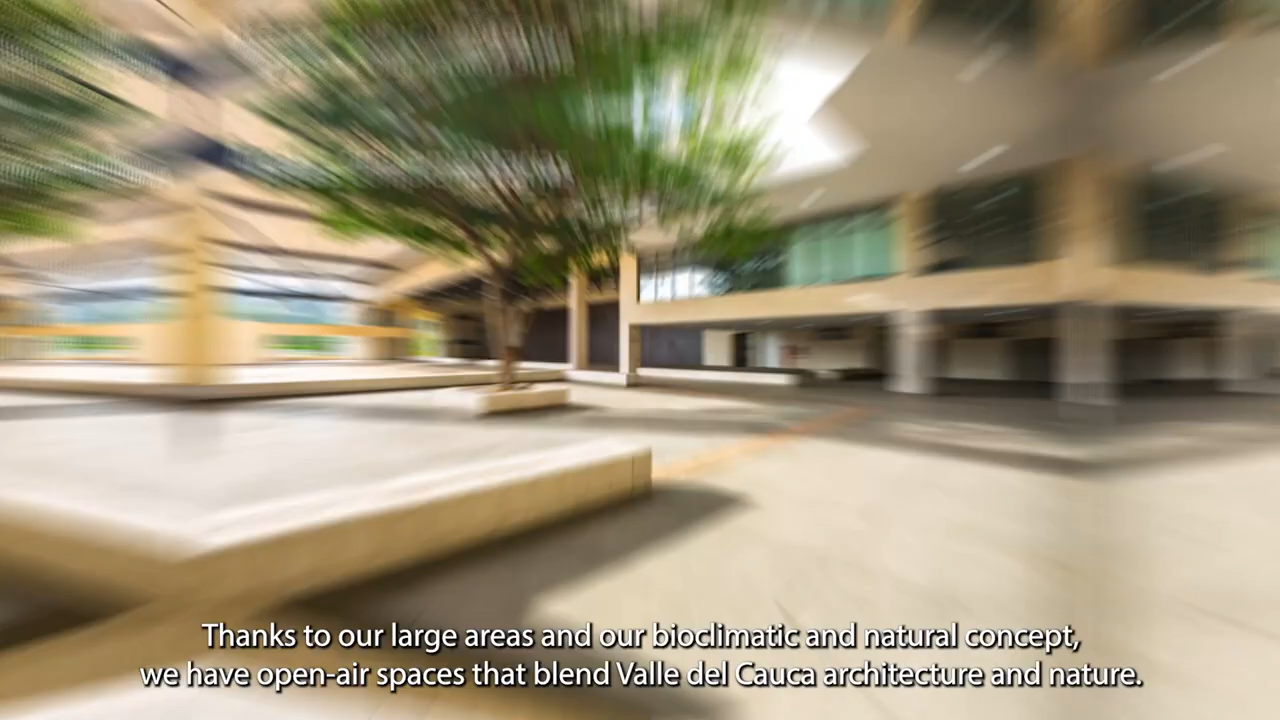 Thanks to our large areas and our bioclimatic and natural concept,
we have open-air spaces that blend Valle del Cauca architecture and nature.